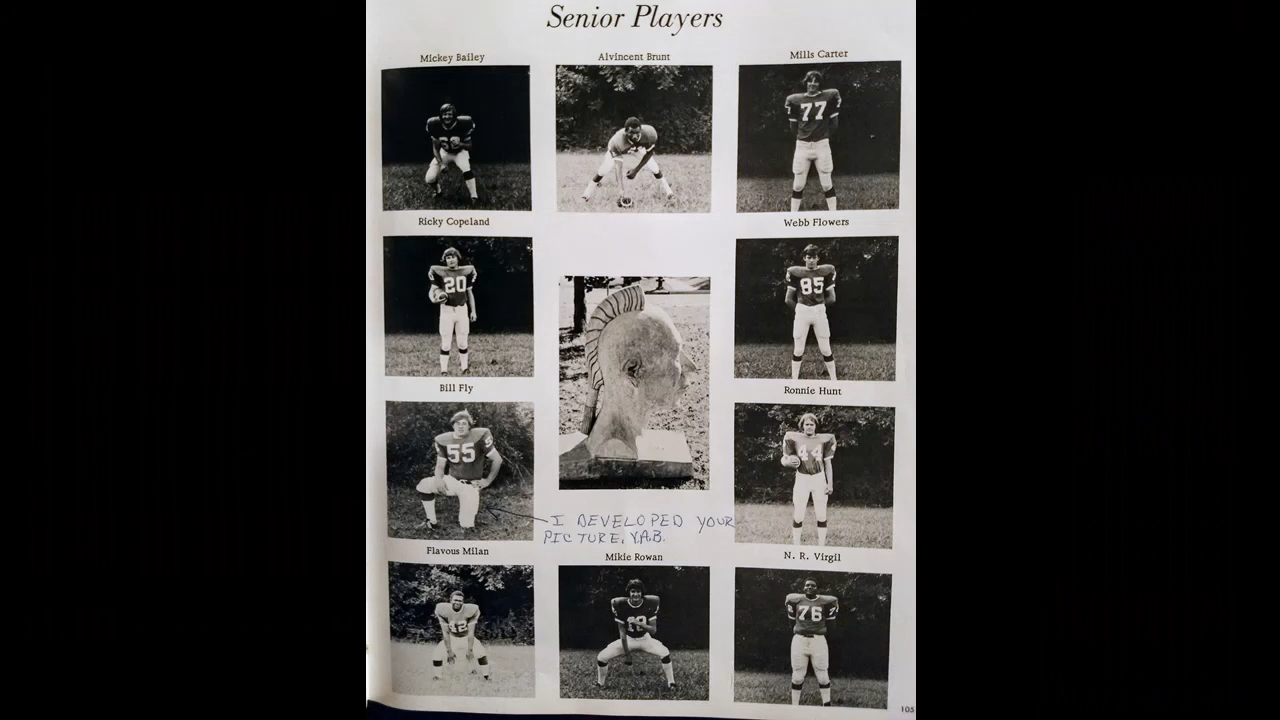 Senior Players
Mickey Bailey
Alvincent Brunt
Mills Carter
77
Ricky Copeland
Webb Flowers
20
85
Bill Fly
Ronnie Hunt
55
44
I DEVELOPED YOUR
PICTURE, V.A.B.
Flavous Milan
Mikie Rowan
N. R. Virgil
76
105